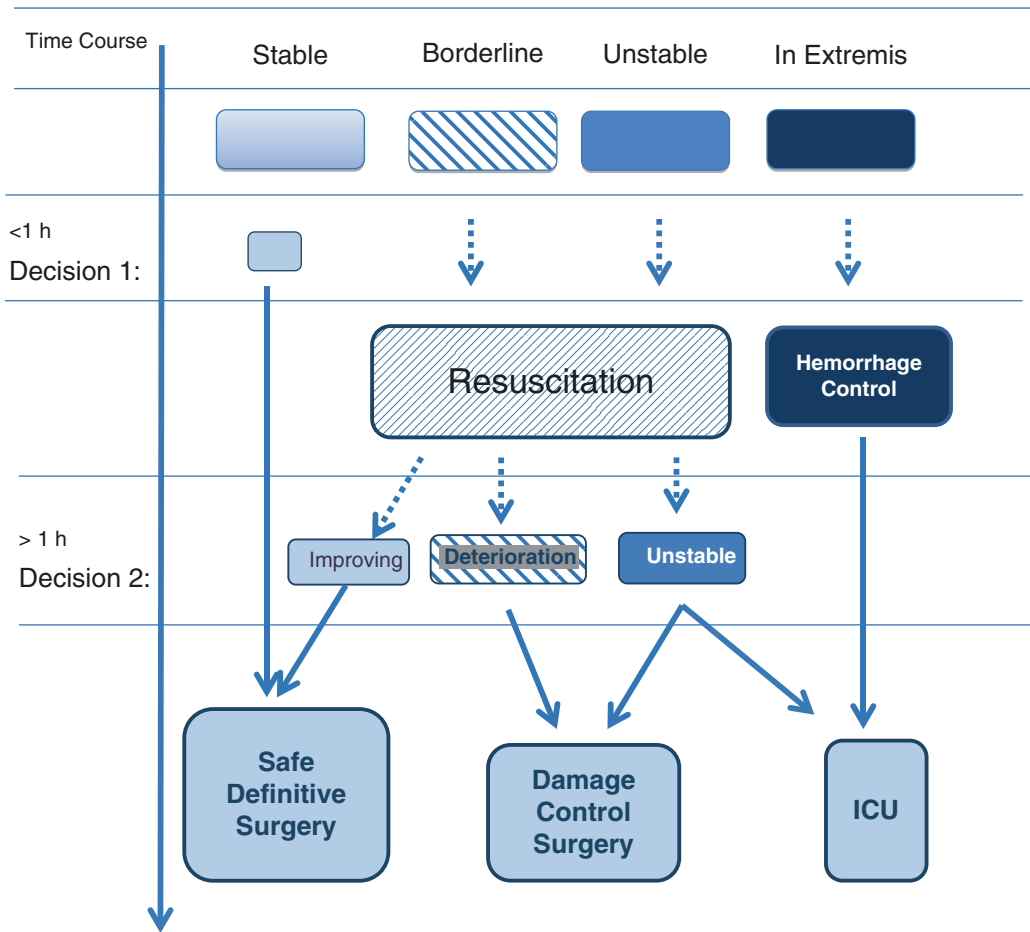 Time Course
Stable
Borderline
Unstable
In Extremis
<1 h
Decision 1:
Resuscitation
Hemorrhage
Control
> 1 h
Decision 2:
Improving
Deterioration
Unstable
Safe
Definitive
Surgery
Damage
Control
Surgery
ICU